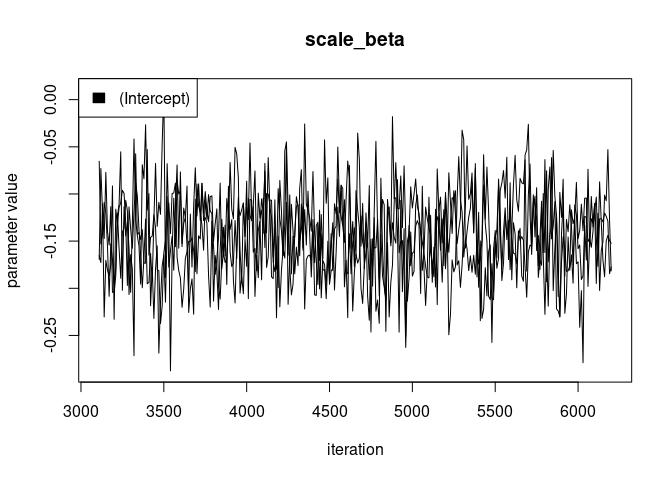 scale_beta
(Intercept)
0.00
-0.05
-0.15
-0.25
parameter value
3000 3500 4000 4500 5000 5500 6000
iteration